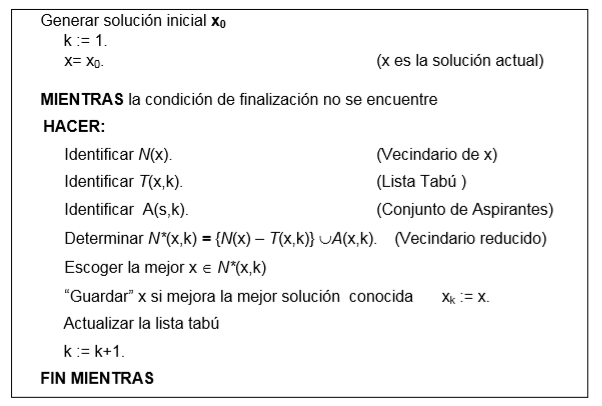 Generar solución inicial x₀
k := 1.
x= x₀. (x es la solución actual)
MIENTRAS la condición de finalización no se encuentre
HACER:
Identificar N(x). (Vecindario de x)
Identificar T(x,k). (Lista Tabú )
Identificar A(s,k). (Conjunto de Aspirantes)
Determinar N*(x,k) = {N(x) – T(x,k)} ∪A(x,k). (Vecindario reducido)
Escoger la mejor x ∈ N*(x,k)
“Guardar” x si mejora la mejor solución conocida xₖ := x.
Actualizar la lista tabú
k := k+1.
FIN MIENTRAS